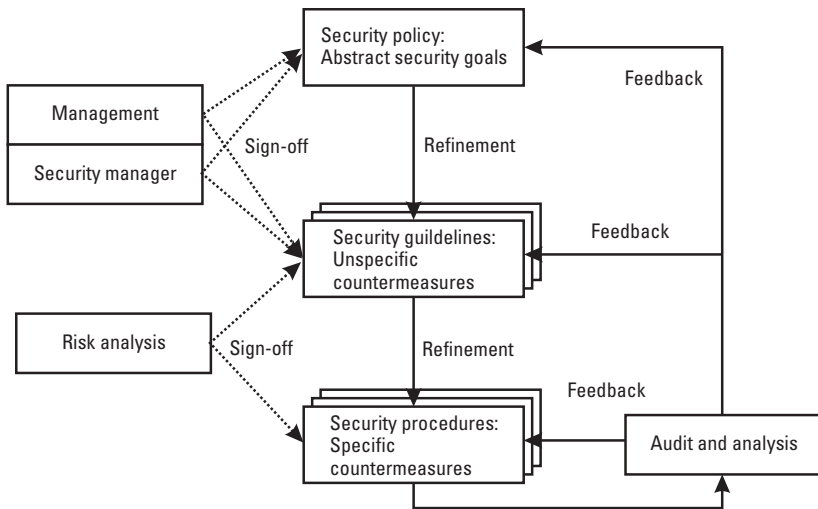 Security policy:
Abstract security goals
Feedback
Management
Sign-off
Refinement
Security manager
Security guildelines:
Unspecific
countermeasures
Feedback
Risk analysis
Sign-off
Refinement
Feedback
Security procedures:
Specific
countermeasures
Audit and analysis